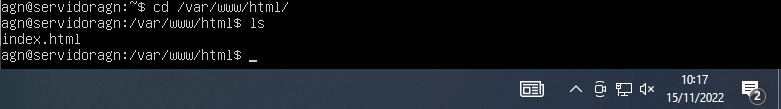 agn@servidoragn:~$ cd /var/www/html/
agn@servidoragn:/var/www/html$ ls
index.html
agn@servidoragn:/var/www/html$ _
10:17
15/11/2022
2